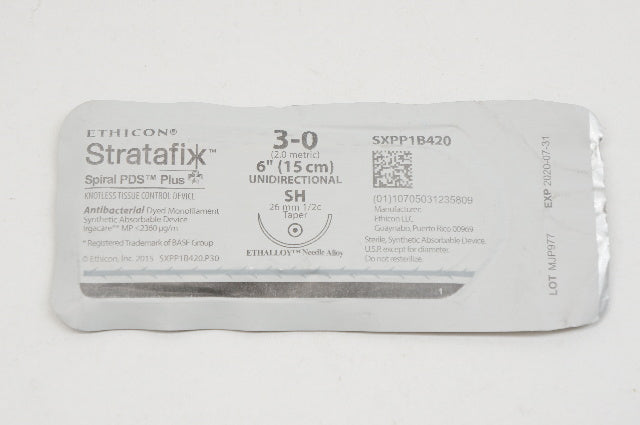 ETHICON®
Stratafix™
Spiral PDS™ Plus
KNOTLESS TISSUE CONTROL DEVICE
Antibacterial Dyed Monofilament
Synthetic Absorbable Device
Irgacare™* MP <2360 µg/m
* Registered Trademark of BASF Group
© Ethicon, Inc. 2015 SXPP1B420.P30
3-0
(2.0 metric)
6" (15 cm)
UNIDIRECTIONAL
SH
26 mm 1/2c
Taper
ETHALLOY™ Needle Alloy
SXPP1B420
(01)10705031235809
Manufacturer:
Ethicon LLC
Guaynabo, Puerto Rico 00969
Sterile, Synthetic Absorbable Device.
U.S.P. except for diameter.
Do not resterilize.
LOT MJP977 EXP 2020-07-31